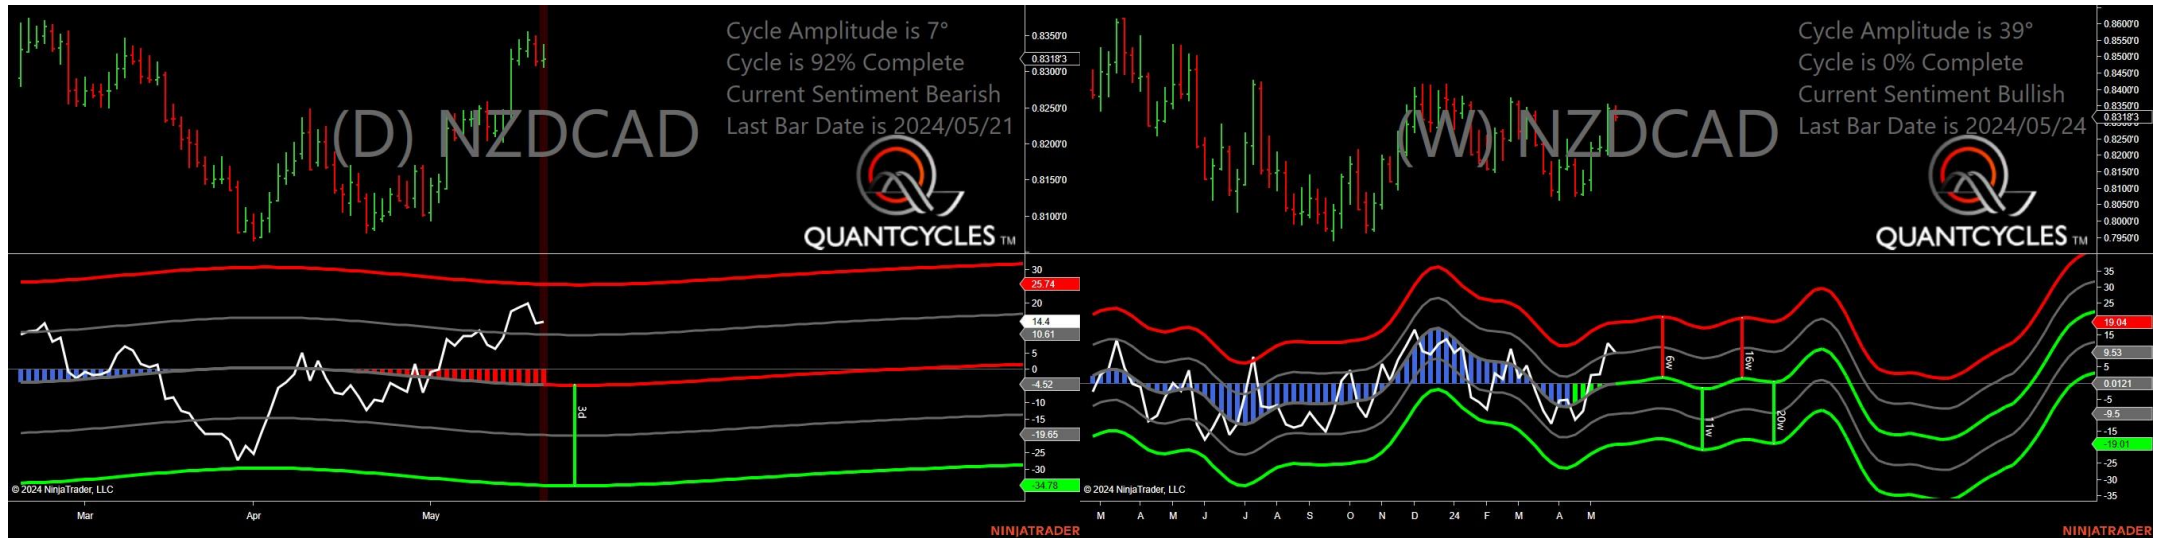 Cycle Amplitude is 7°
Cycle is 92% Complete
Current Sentiment Bearish
Last Bar Date is 2024/05/21
(D) NZDCAD
QUANTCYCLES TM
0.8350'0
0.8318'3
0.8300'0
0.8250'0
0.8200'0
0.8150'0
0.8100'0
30
25.74
20
14.4
10.61
5
0
-4.52
-10
-15
-19.65
-25
-30
-34.78
3d
© 2024 NinjaTrader, LLC
Mar Apr May
NINJATRADER
Cycle Amplitude is 39°
Cycle is 0% Complete
Current Sentiment Bullish
Last Bar Date is 2024/05/24
(W) NZDCAD
QUANTCYCLES TM
0.8600'0
0.8550'0
0.8500'0
0.8450'0
0.8400'0
0.8350'0
0.8318'3
0.8200'0
0.8150'0
0.8100'0
0.8050'0
0.8000'0
0.7950'0
35
30
25
19.04
15
9.53
5
0.0121
-5
-9.5
-19.01
-25
-30
-35
6w
16w
11w
20w
© 2024 NinjaTrader, LLC
M A M J J A S O N D 24 F M A M
NINJATRADER